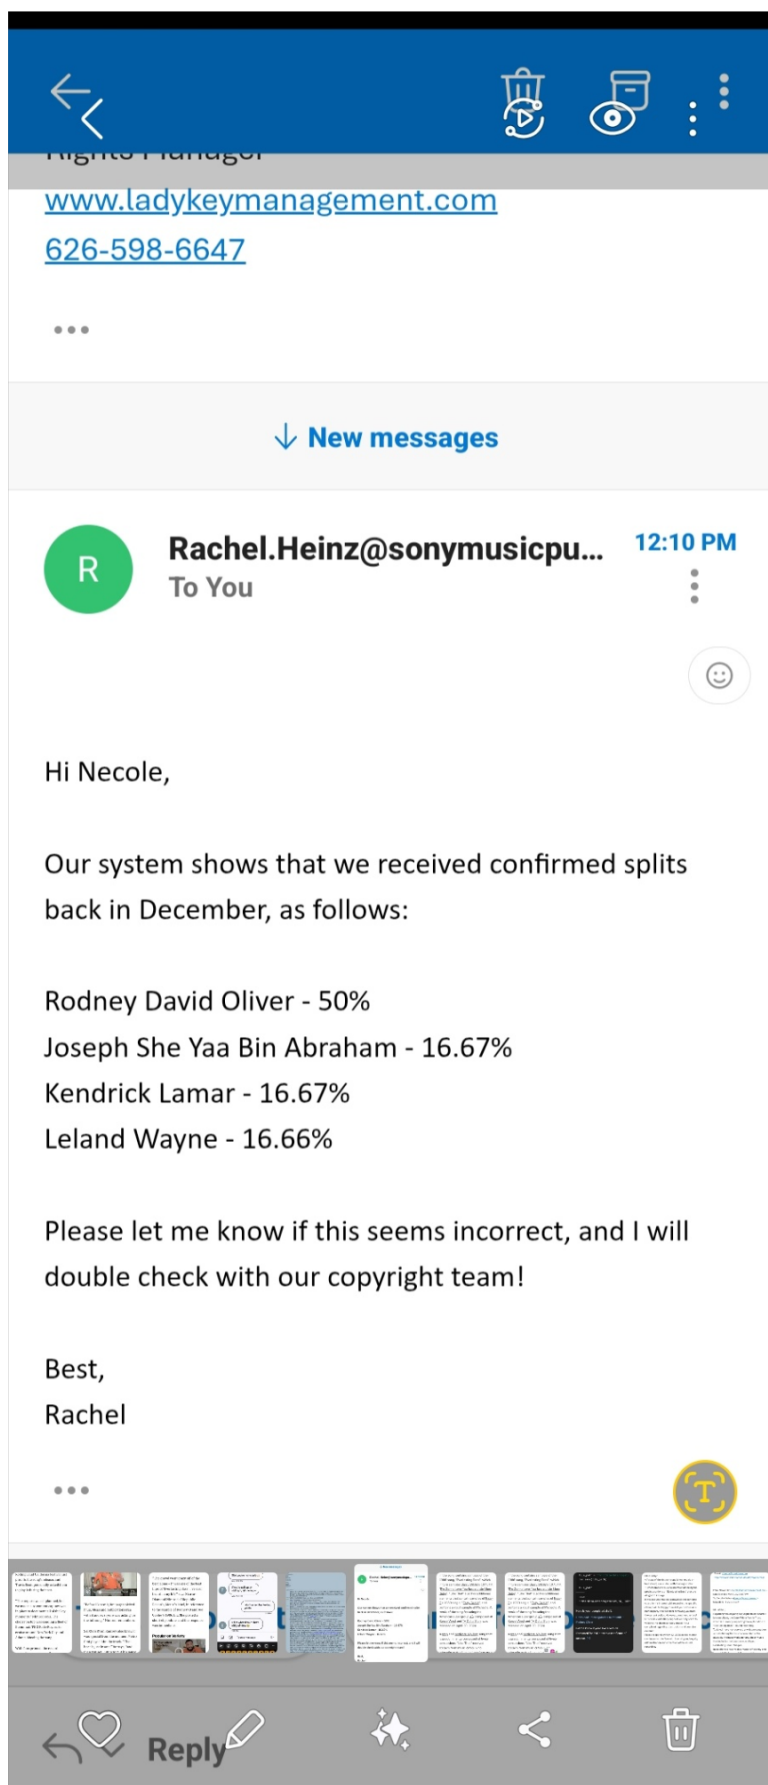 Rights Manager
www.ladykeymanagement.com
626-598-6647
New messages
R
Rachel.Heinz@sonymusicpu...
12:10 PM
To You
Hi Necole,
Our system shows that we received confirmed splits
back in December, as follows:
Rodney David Oliver - 50%
Joseph She Yaa Bin Abraham - 16.67%
Kendrick Lamar - 16.67%
Leland Wayne - 16.66%
Please let me know if this seems incorrect, and I will
double check with our copyright team!
Best,
Rachel
T
Reply